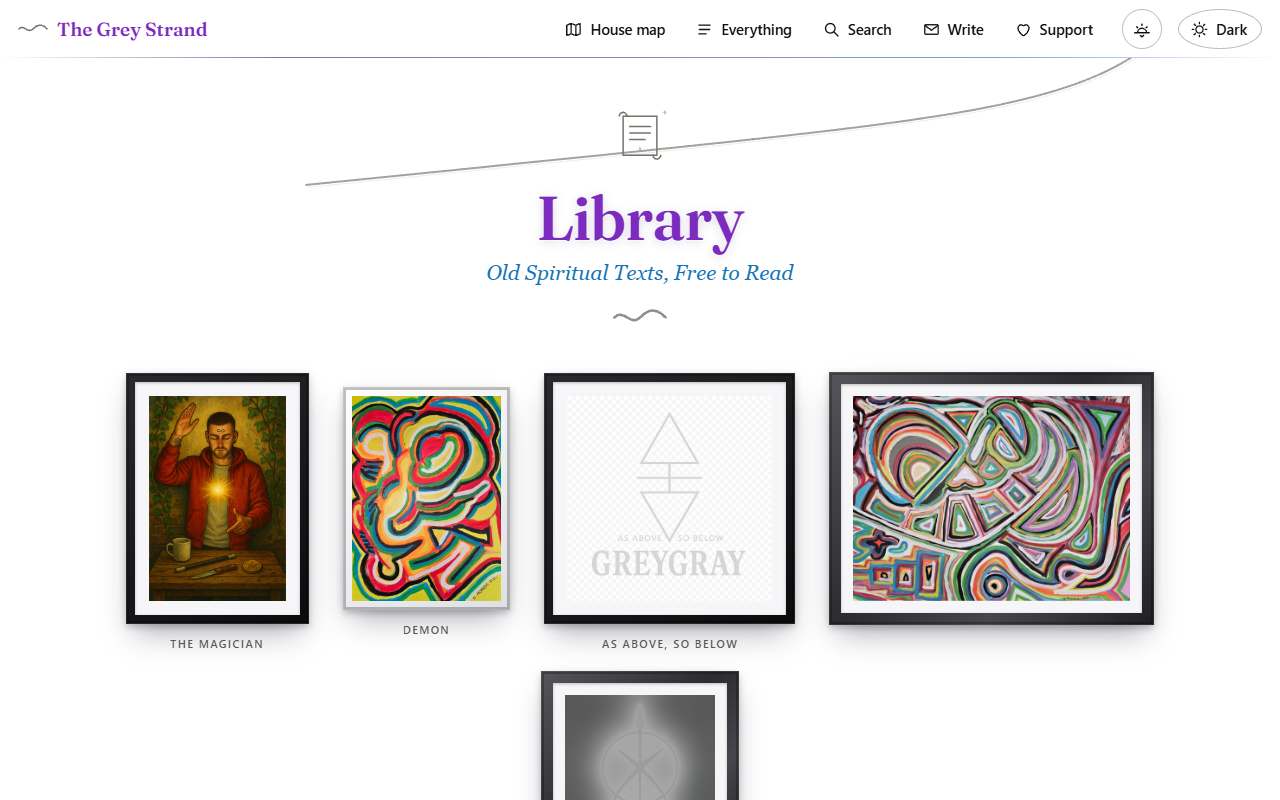 The Grey Strand
House map
Everything
Search
Write
Support
Dark
Library
Old Spiritual Texts, Free to Read
AS ABOVE SO BELOW
GREYGRAY
THE MAGICIAN
DEMON
AS ABOVE, SO BELOW